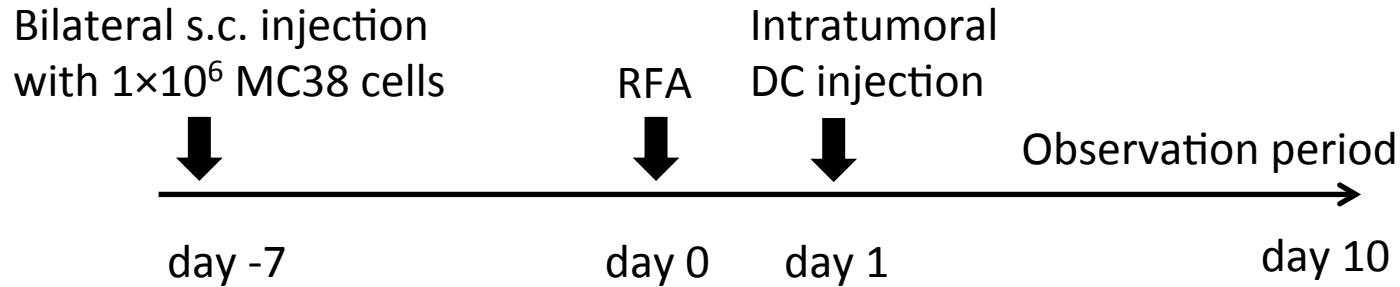 Bilateral s.c. injection
with 1×10⁶ MC38 cells
RFA
Intratumoral
DC injection
Observation period
day -7
day 0
day 1
day 10